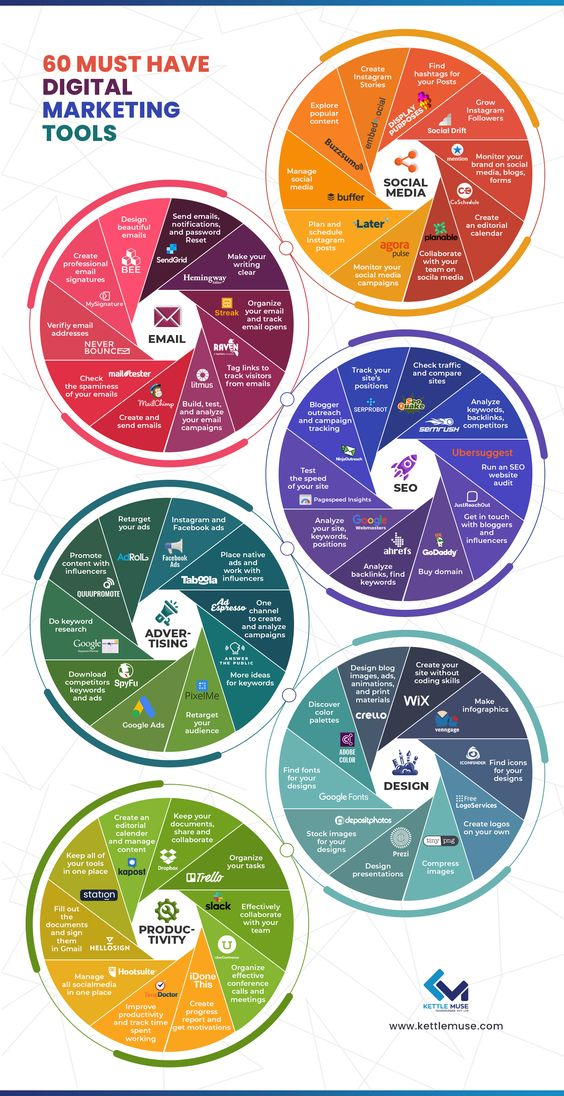 60 MUST HAVE
DIGITAL
MARKETING
TOOLS
SOCIAL
MEDIA
Create
Instagram
Stories
embedsocial
Find
hashtags for
your Posts
DISPLAY
PURPOSES
Grow
Instagram
Followers
Social Drift
mention
Monitor your
brand on social
media, blogs,
forms
CoSchedule
Create
an editorial
calendar
planable
Collaborate
with your
team on
socila media
agora
pulse
Monitor your
social media
campaigns
Later
Plan and
schedule
Instagram
posts
buffer
Manage
social
media
Buzzsumo
Explore
popular
content
EMAIL
Design
beautiful
emails
BEE
Send emails,
notifications,
and password
Reset
SendGrid
Make your
writing
clear
Hemingway
Streak
Organize
your email
and track
email opens
RAVEN
Tag links to
track visitors
from emails
litmus
Build, test,
and analyze
your email
campaigns
MailChimp
Create and
send emails
mail-tester
Check
the spaminess
of your emails
NEVER
BOUNCE
Verifiy email
addresses
MySignature
Create
professional
email
signatures
SEO
Track your
site's
positions
SERPROBOT
Check traffic
and compare
sites
SeoQuake
Analyze
keywords,
backlinks,
competitors
semrush
Ubersuggest
Run an SEO
website
audit
JustReachOut
Get in touch
with bloggers
and
influencers
GoDaddy
Buy domain
ahrefs
Analyze
backlinks, find
keywords
Google
Webmasters
Analyze
your site,
keywords,
positions
Pagespeed Insights
Test
the speed
of your site
NinjaOutreach
Blogger
outreach and
campaign
tracking
ADVER-
TISING
Retarget
your ads
AdRoll
Instagram and
Facebook ads
Facebook
Ads
Place native
ads and
work with
influencers
Taboola
Ad
Espresso
One
channel
to create
and analyze
campaigns
ANSWER
THE PUBLIC
More ideas
for keywords
PixelMe
Retarget
your
audience
Google Ads
SpyFu
Download
competitors
keywords
and ads
Google
Do keyword
research
QUUUPROMOTE
Promote
content with
influencers
DESIGN
Design blog
images, ads,
animations,
and print
materials
crello
Create your
site without
coding skills
WiX
Make
infographics
venngage
ICONFINDER
Find icons
for your
designs
Free
LogoServices
Create logos
on your own
tinypng
Compress
images
Prezi
Design
presentations
depositphotos
Stock images
for your
designs
Google Fonts
Find fonts
for your
designs
ADOBE
COLOR
Discover
color
palettes
PRODUC-
TIVITY
Create an
editorial
calender
and manage
content
kapost
Keep your
documents,
share and
collaborate
Dropbox
Organize
your tasks
Trello
slack
Effectively
collaborate
with your
team
UberConference
Organize
effective
conference
calls and
meetings
iDone
This
Create
progress
report and
get motivations
TimeDoctor
Improve
productivity
and track time
spent
working
Hootsuite
Manage
all socialmedia
in one place
HELLOSIGN
Fill out
the
documents
and sign
them
in Gmail
station
Keep all of
your tools
in one place
KETTLE MUSE
www.kettlemuse.com